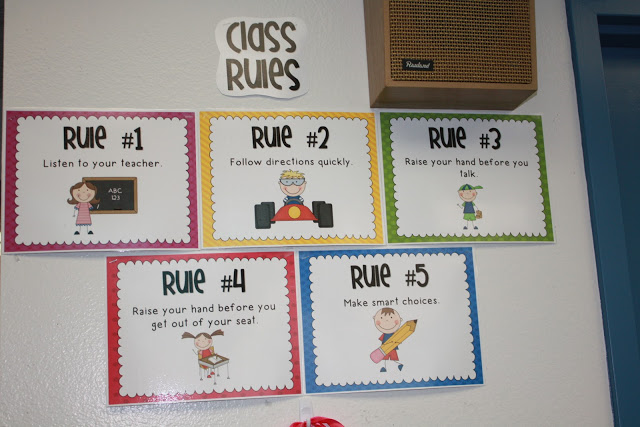 Class
Rules
Rauland
Rule #1
Listen to your teacher.
ABC
123
Rule #2
Follow directions quickly.
Rule #3
Raise your hand before you
talk.
Rule #4
Raise your hand before you
get out of your seat.
Rule #5
Make smart choices.